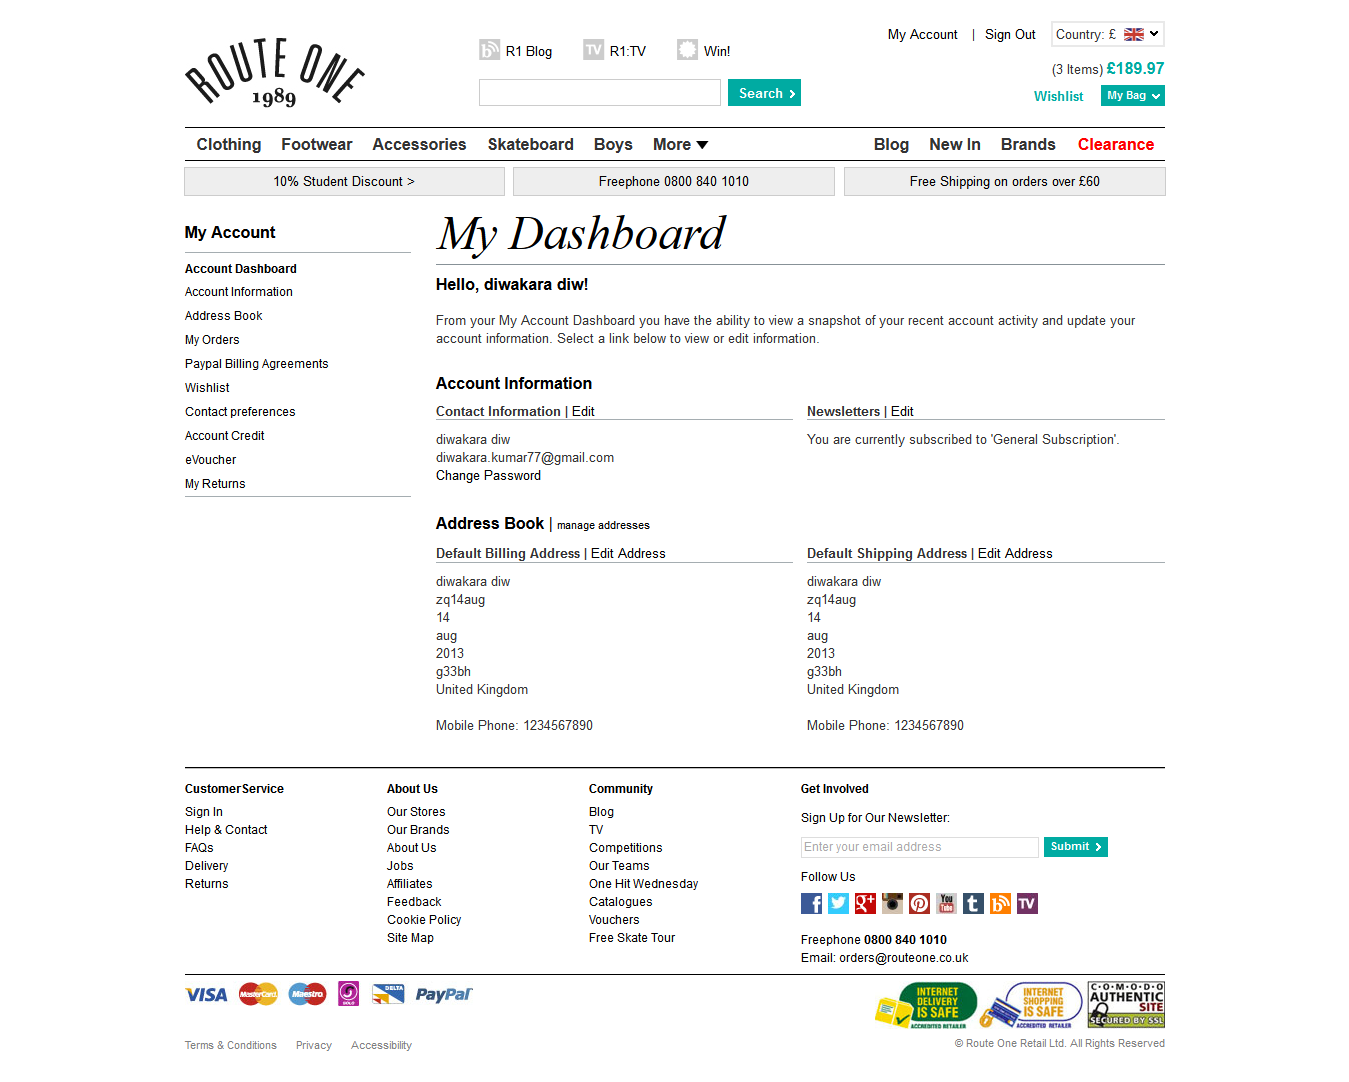 ROUTE ONE
1989
R1 Blog
R1:TV
Win!
My Account | Sign Out
Country: £
(3 Items) £189.97
Search
Wishlist
My Bag
Clothing Footwear Accessories Skateboard Boys More Blog New In Brands Clearance
10% Student Discount >
Freephone 0800 840 1010
Free Shipping on orders over £60
My Account
Account Dashboard
Account Information
Address Book
My Orders
Paypal Billing Agreements
Wishlist
Contact preferences
Account Credit
eVoucher
My Returns
My Dashboard
Hello, diwakara diw!
From your My Account Dashboard you have the ability to view a snapshot of your recent account activity and update your
account information. Select a link below to view or edit information.
Account Information
Contact Information | Edit
diwakara diw
diwakara.kumar77@gmail.com
Change Password
Newsletters | Edit
You are currently subscribed to 'General Subscription'.
Address Book | manage addresses
Default Billing Address | Edit Address
diwakara diw
zq14aug
14
aug
2013
g33bh
United Kingdom
Mobile Phone: 1234567890
Default Shipping Address | Edit Address
diwakara diw
zq14aug
14
aug
2013
g33bh
United Kingdom
Mobile Phone: 1234567890
CustomerService
Sign In
Help & Contact
FAQs
Delivery
Returns
About Us
Our Stores
Our Brands
About Us
Jobs
Affiliates
Feedback
Cookie Policy
Site Map
Community
Blog
TV
Competitions
Our Teams
One Hit Wednesday
Catalogues
Vouchers
Free Skate Tour
Get Involved
Sign Up for Our Newsletter:
Enter your email address
Submit
Follow Us
You Tube
TV
Freephone 0800 840 1010
Email: orders@routeone.co.uk
VISA
MasterCard
Maestro
SOLO
DELTA
PayPal
INTERNET
DELIVERY
IS SAFE
ACCREDITED RETAILER
INTERNET
SHOPPING
IS SAFE
ACCREDITED RETAILER
COMODO
AUTHENTIC
SITE
SECURED BY SSL
Terms & Conditions
Privacy
Accessibility
© Route One Retail Ltd. All Rights Reserved